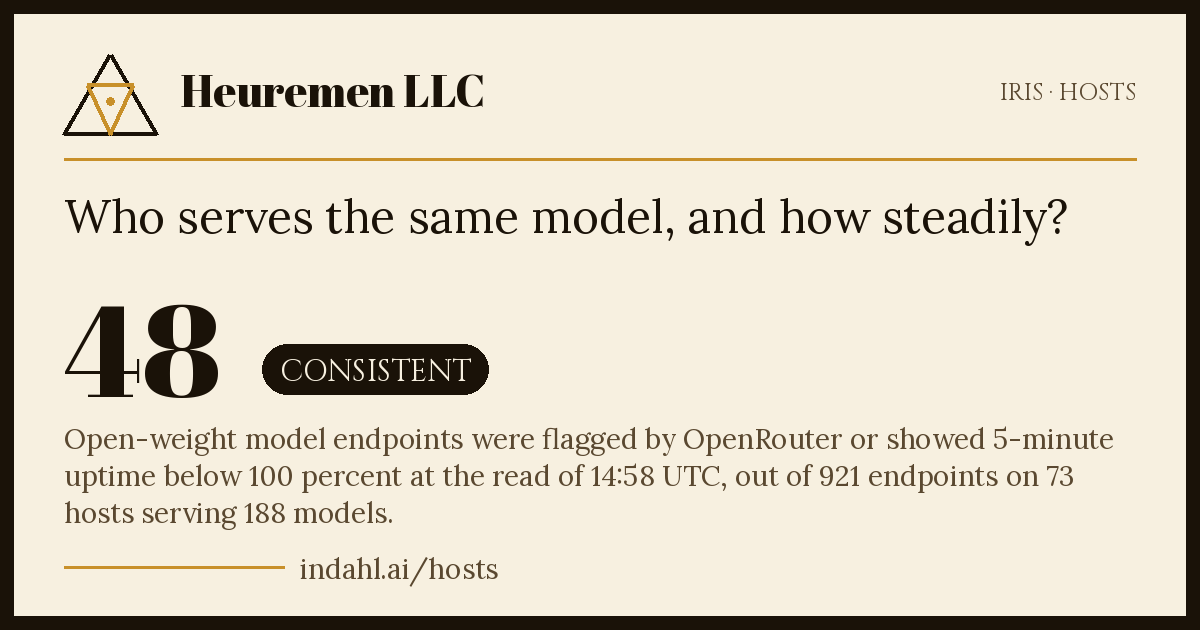 Heuremen LLC
IRIS · HOSTS
Who serves the same model, and how steadily?
48
CONSISTENT
Open-weight model endpoints were flagged by OpenRouter or showed 5-minute
uptime below 100 percent at the read of 14:58 UTC, out of 921 endpoints on 73
hosts serving 188 models.
indahl.ai/hosts